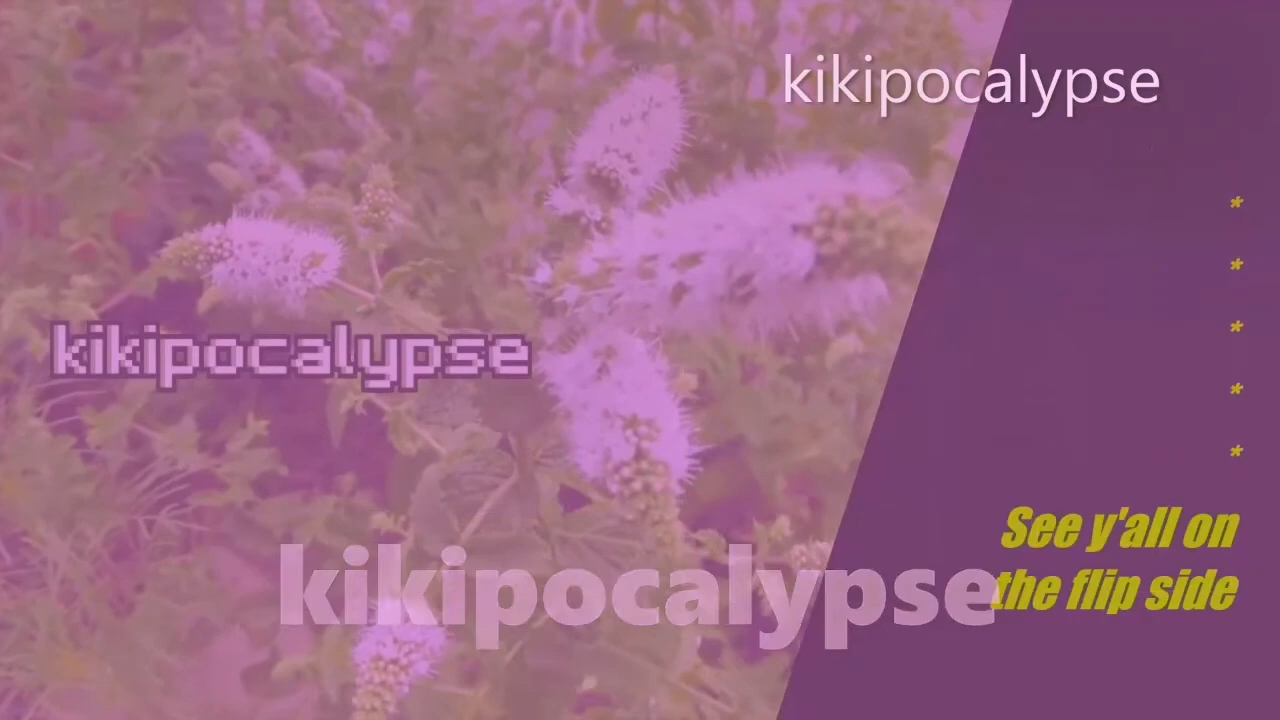 kikipocalypse
*
*
*
kikipocalypse
*
*
See y'all on
the flip side
kikipocalypse